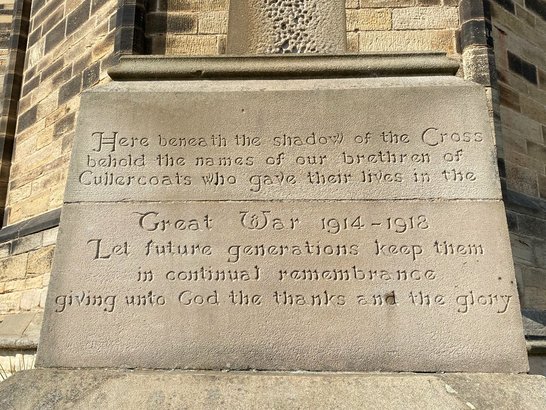 Here beneath the shadow of the Cross
behold the names of our brethren of
Cullercoats who gave their lives in the
Great War 1914-1918
Let future generations keep them
in continual remembrance
giving unto God the thanks and the glory